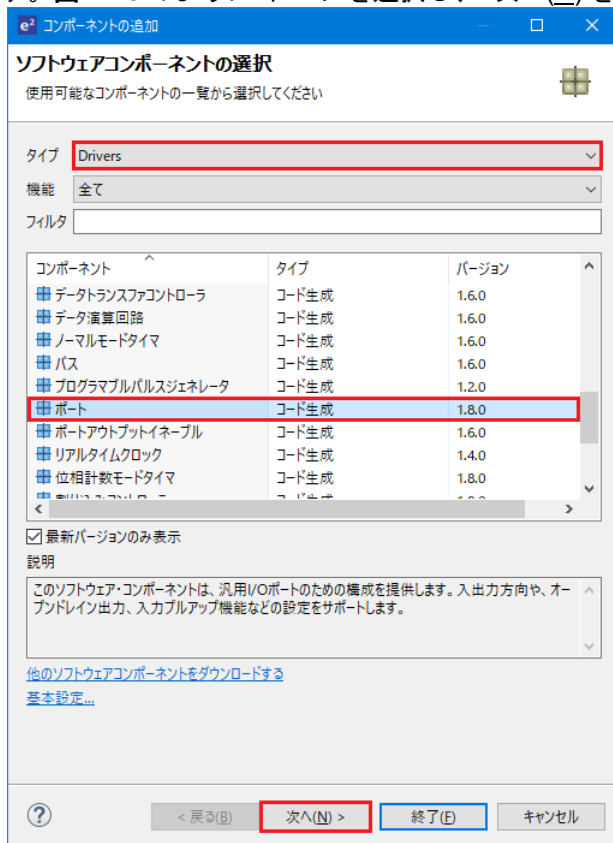 e² コンポーネントの追加
ソフトウェアコンポーネントの選択
使用可能なコンポーネントの一覧から選択してください
タイプ Drivers
機能 全て
フィルタ
コンポーネント タイプ バージョン
データトランスファコントローラ コード生成 1.6.0
データ演算回路 コード生成 1.6.0
ノーマルモードタイマ コード生成 1.6.0
バス コード生成 1.6.0
プログラマブルパルスジェネレータ コード生成 1.2.0
ポート コード生成 1.8.0
ポートアウトプットイネーブル コード生成 1.6.0
リアルタイムクロック コード生成 1.4.0
位相計数モードタイマ コード生成 1.8.0
最新バージョンのみ表示
説明
このソフトウェア・コンポーネントは、汎用I/Oポートのための構成を提供します。入出力方向や、オー
プンドレイン出力、入力プルアップ機能などの設定をサポートします。
他のソフトウェアコンポーネントをダウンロードする
基本設定...
< 戻る(B) 次へ(N) > 終了(F) キャンセル